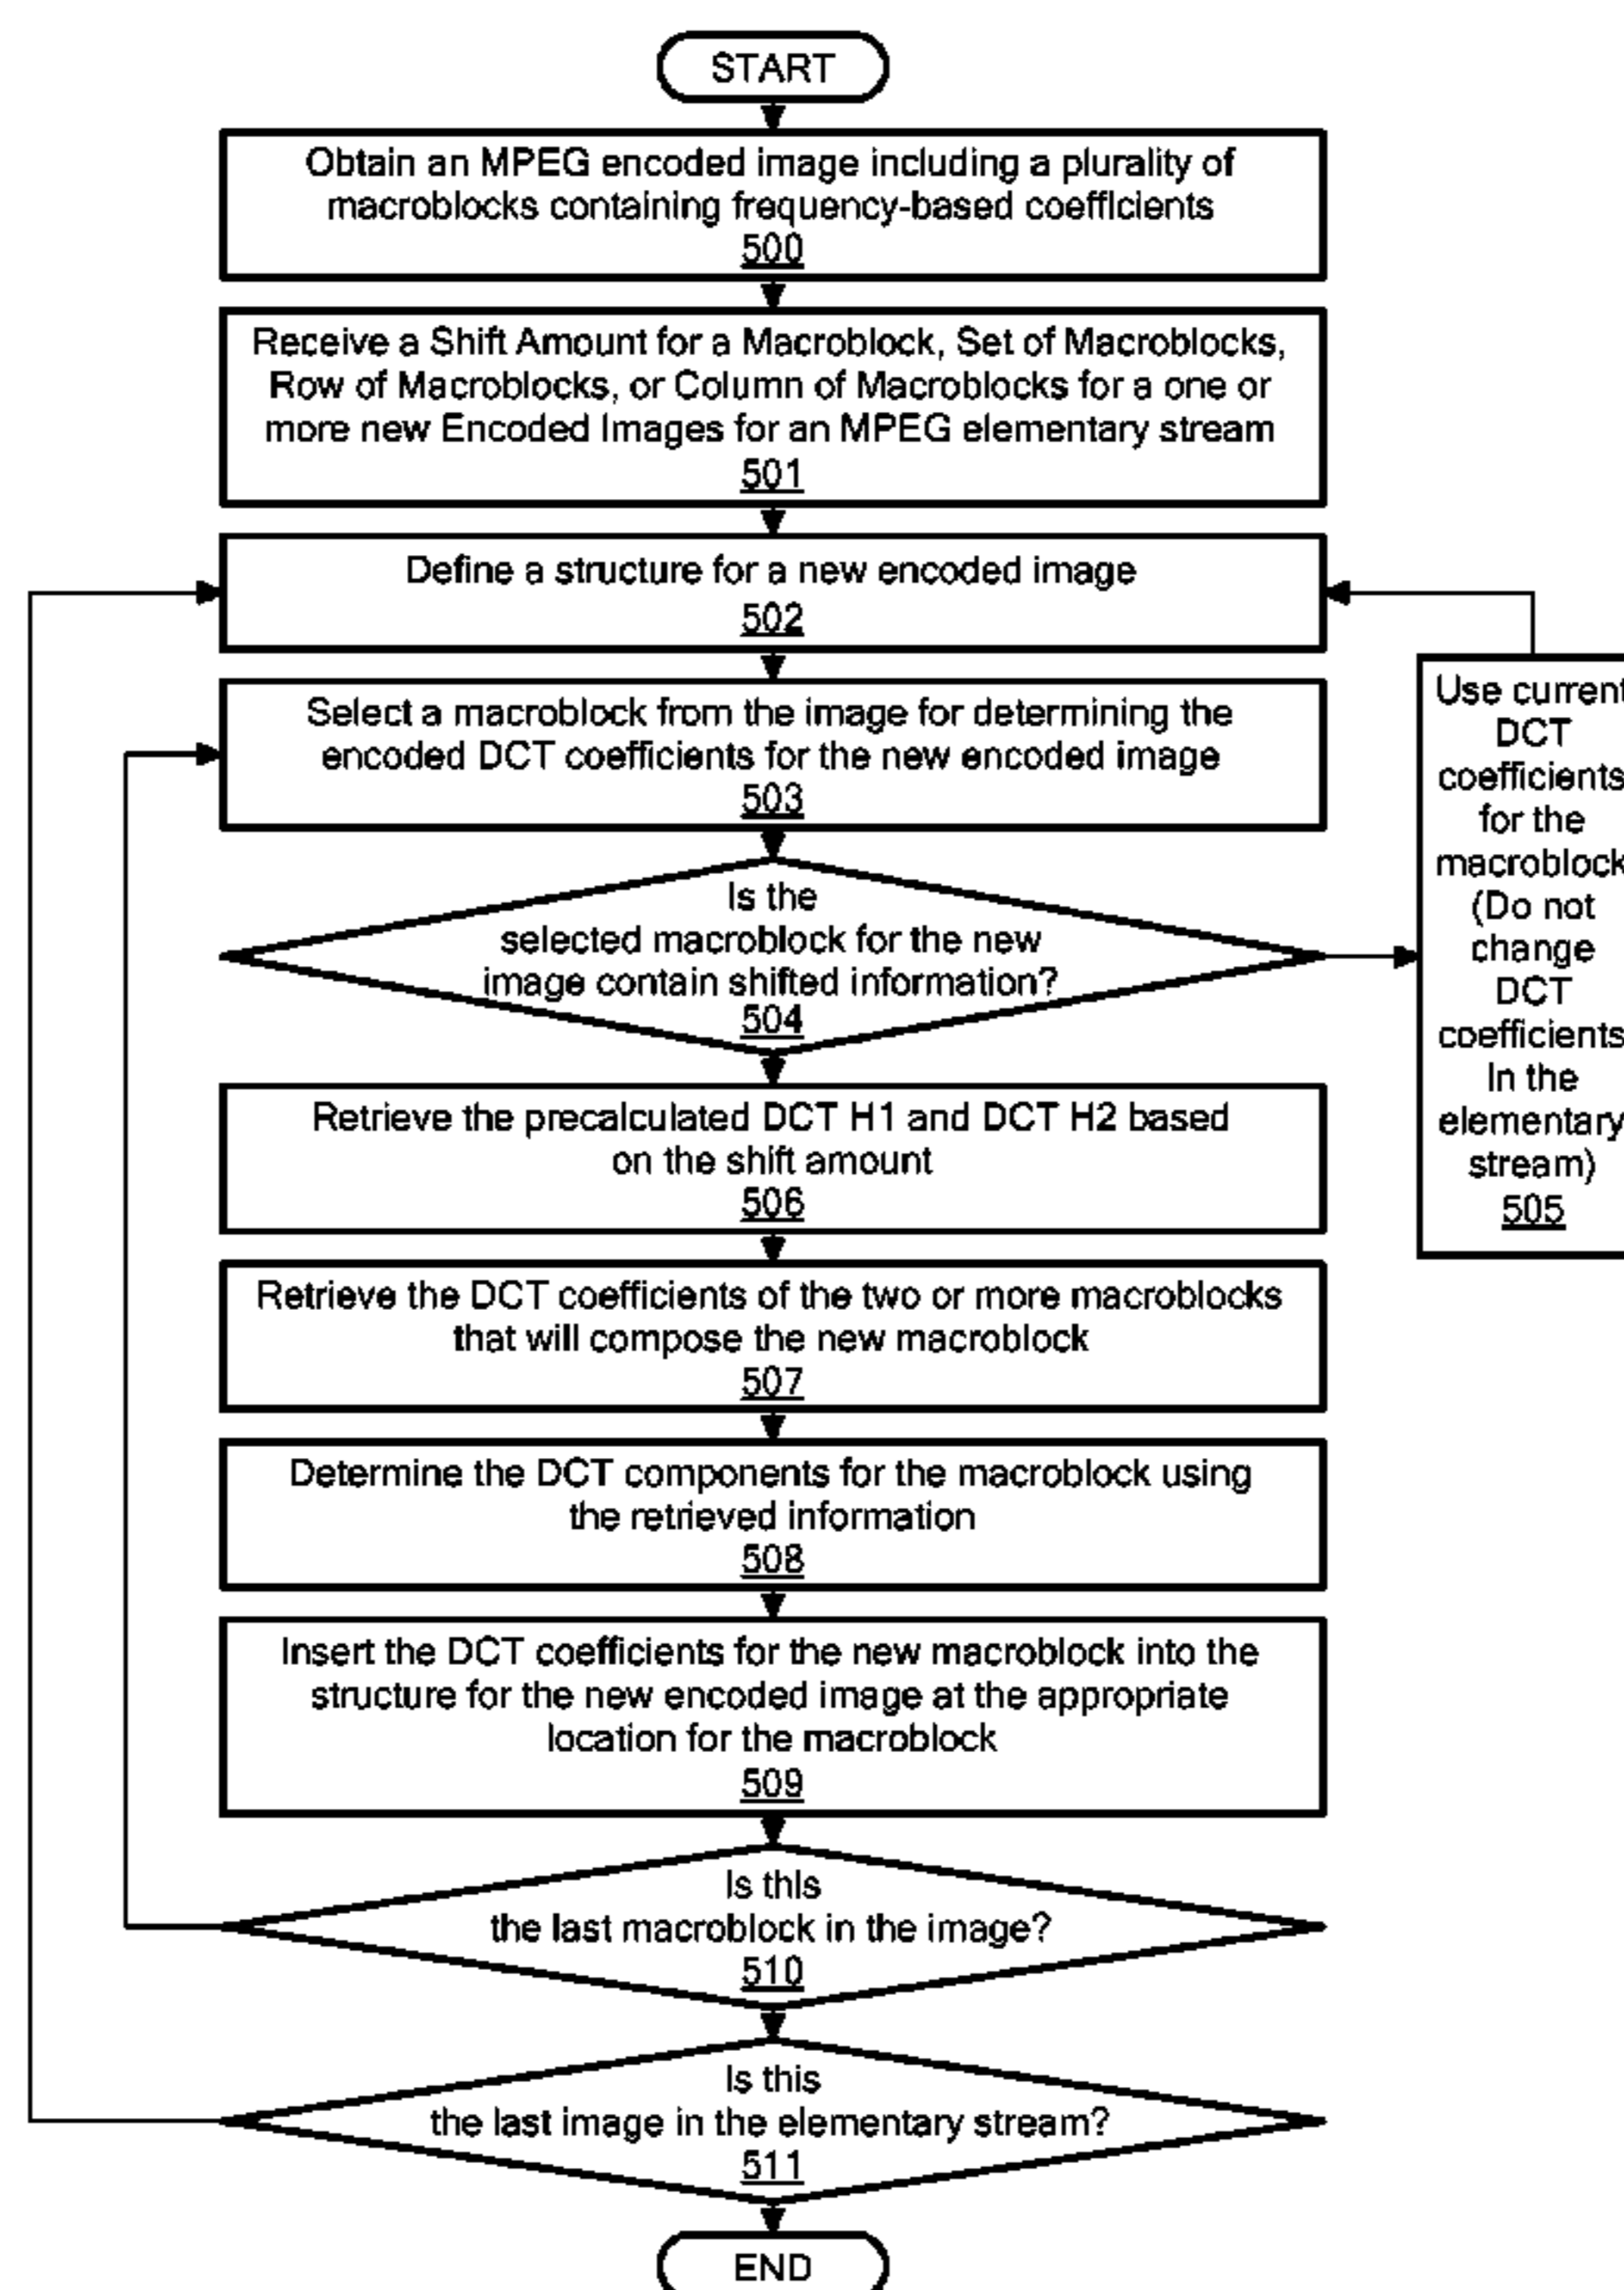 START
Obtain an MPEG encoded image including a plurality of
macroblocks containing frequency-based coefficients
500
Receive a Shift Amount for a Macroblock, Set of Macroblocks,
Row of Macroblocks, or Column of Macroblocks for a one or
more new Encoded Images for an MPEG elementary stream
501
Define a structure for a new encoded image
502
Select a macroblock from the image for determining the
encoded DCT coefficients for the new encoded image
503
Is the
selected macroblock for the new
image contain shifted information?
504
Use current
DCT
coefficients
for the
macroblock
(Do not
change
DCT
coefficients
In the
elementary
stream)
505
Retrieve the precalculated DCT H1 and DCT H2 based
on the shift amount
506
Retrieve the DCT coefficients of the two or more macroblocks
that will compose the new macroblock
507
Determine the DCT components for the macroblock using
the retrieved information
508
Insert the DCT coefficients for the new macroblock into the
structure for the new encoded image at the appropriate
location for the macroblock
509
Is this
the last macroblock in the image?
510
Is this
the last image in the elementary stream?
511
END